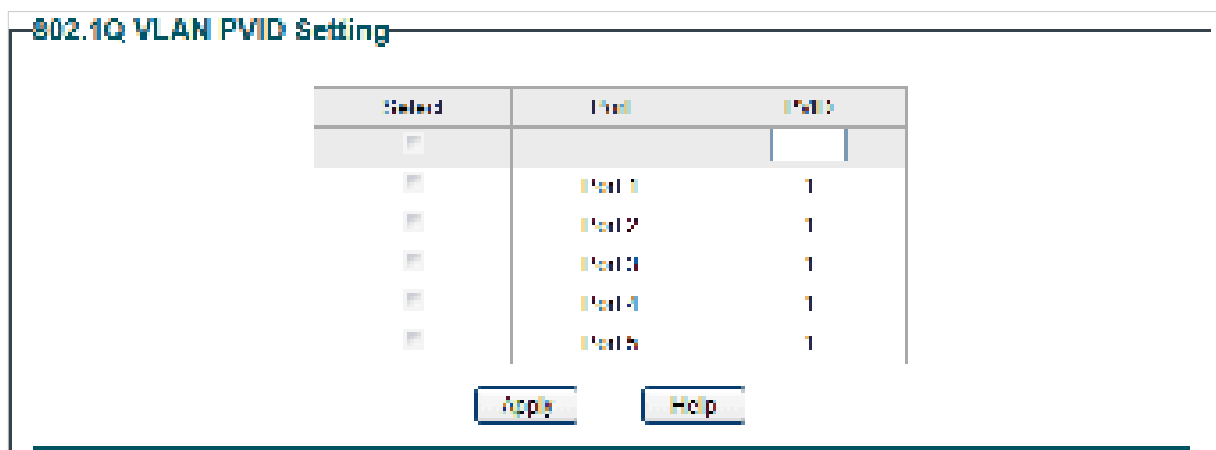 802.1Q VLAN PVID Setting
Select Port PVID
Port 1 1
Port 2 1
Port 3 1
Port 4 1
Port 5 1
Apply Help